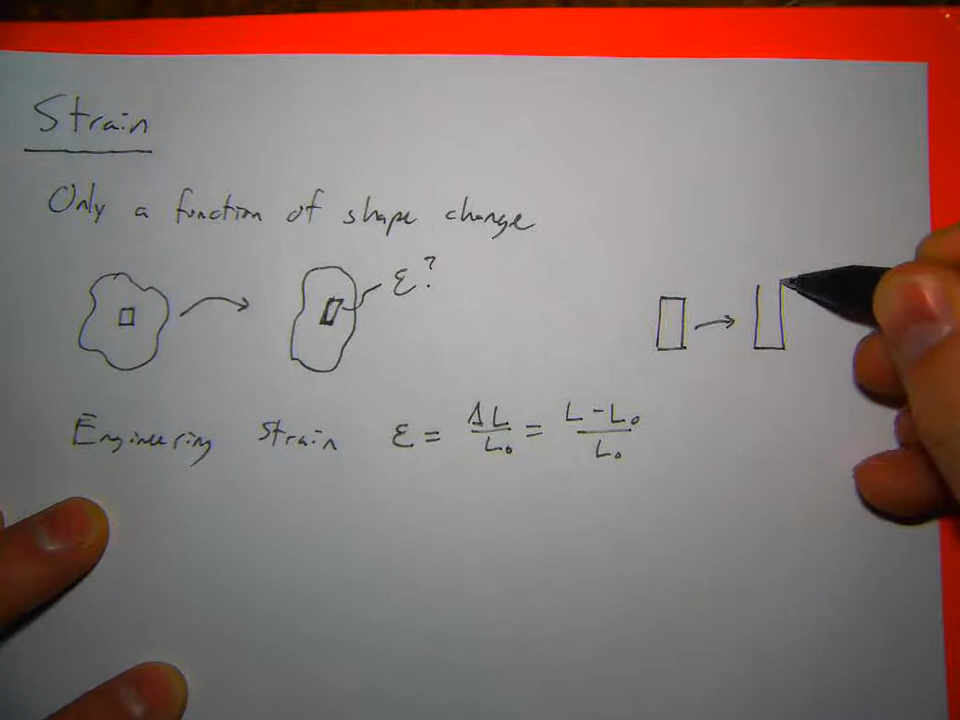 Strain
Only a function of shape change
ε?
Engineering Strain ε = ΔL/L₀ = L-L₀/L₀